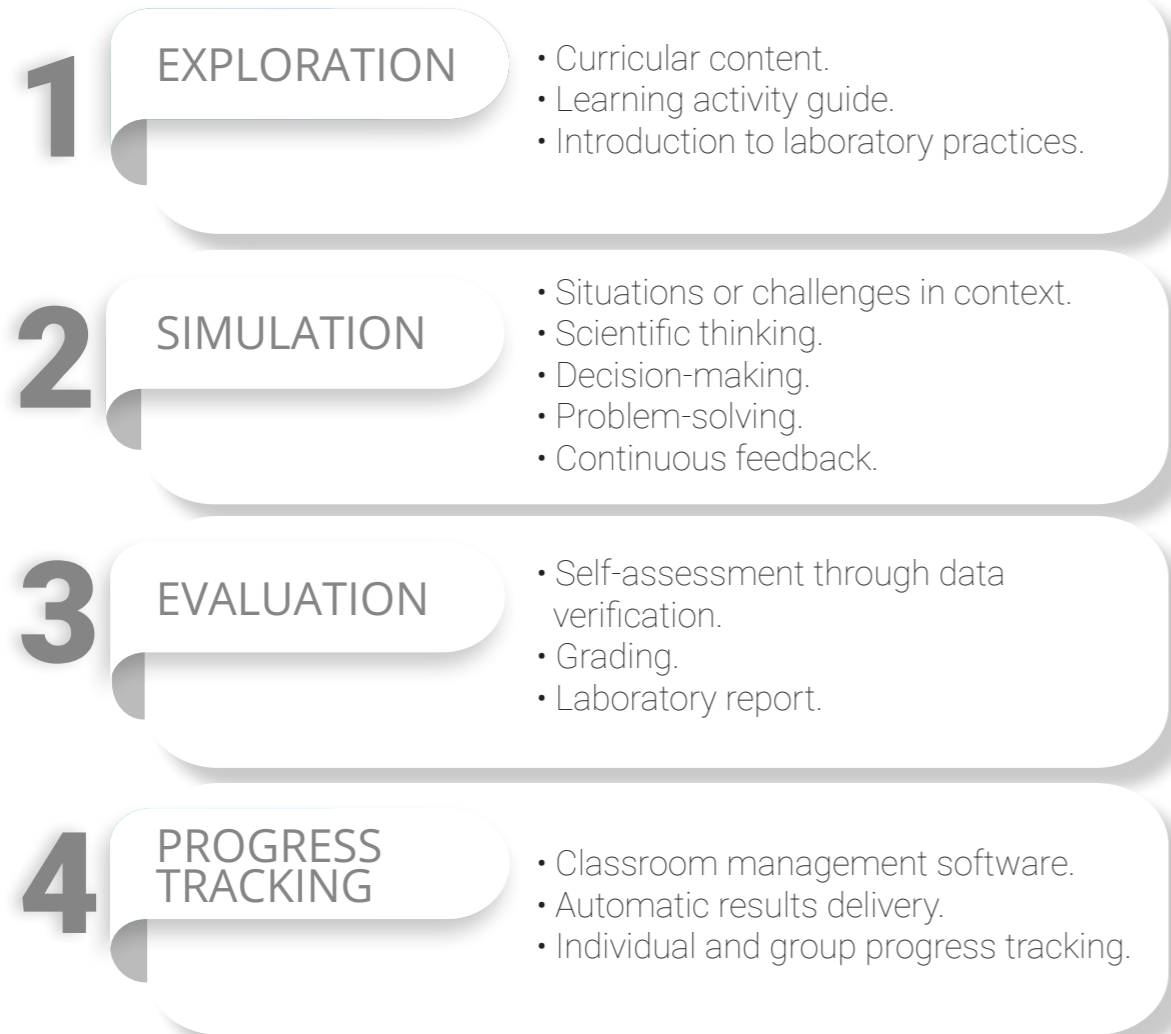 1
EXPLORATION
• Curricular content.
• Learning activity guide.
• Introduction to laboratory practices.
2
SIMULATION
• Situations or challenges in context.
• Scientific thinking.
• Decision-making.
• Problem-solving.
• Continuous feedback.
3
EVALUATION
• Self-assessment through data
verification.
• Grading.
• Laboratory report.
4
PROGRESS
TRACKING
• Classroom management software.
• Automatic results delivery.
• Individual and group progress tracking.